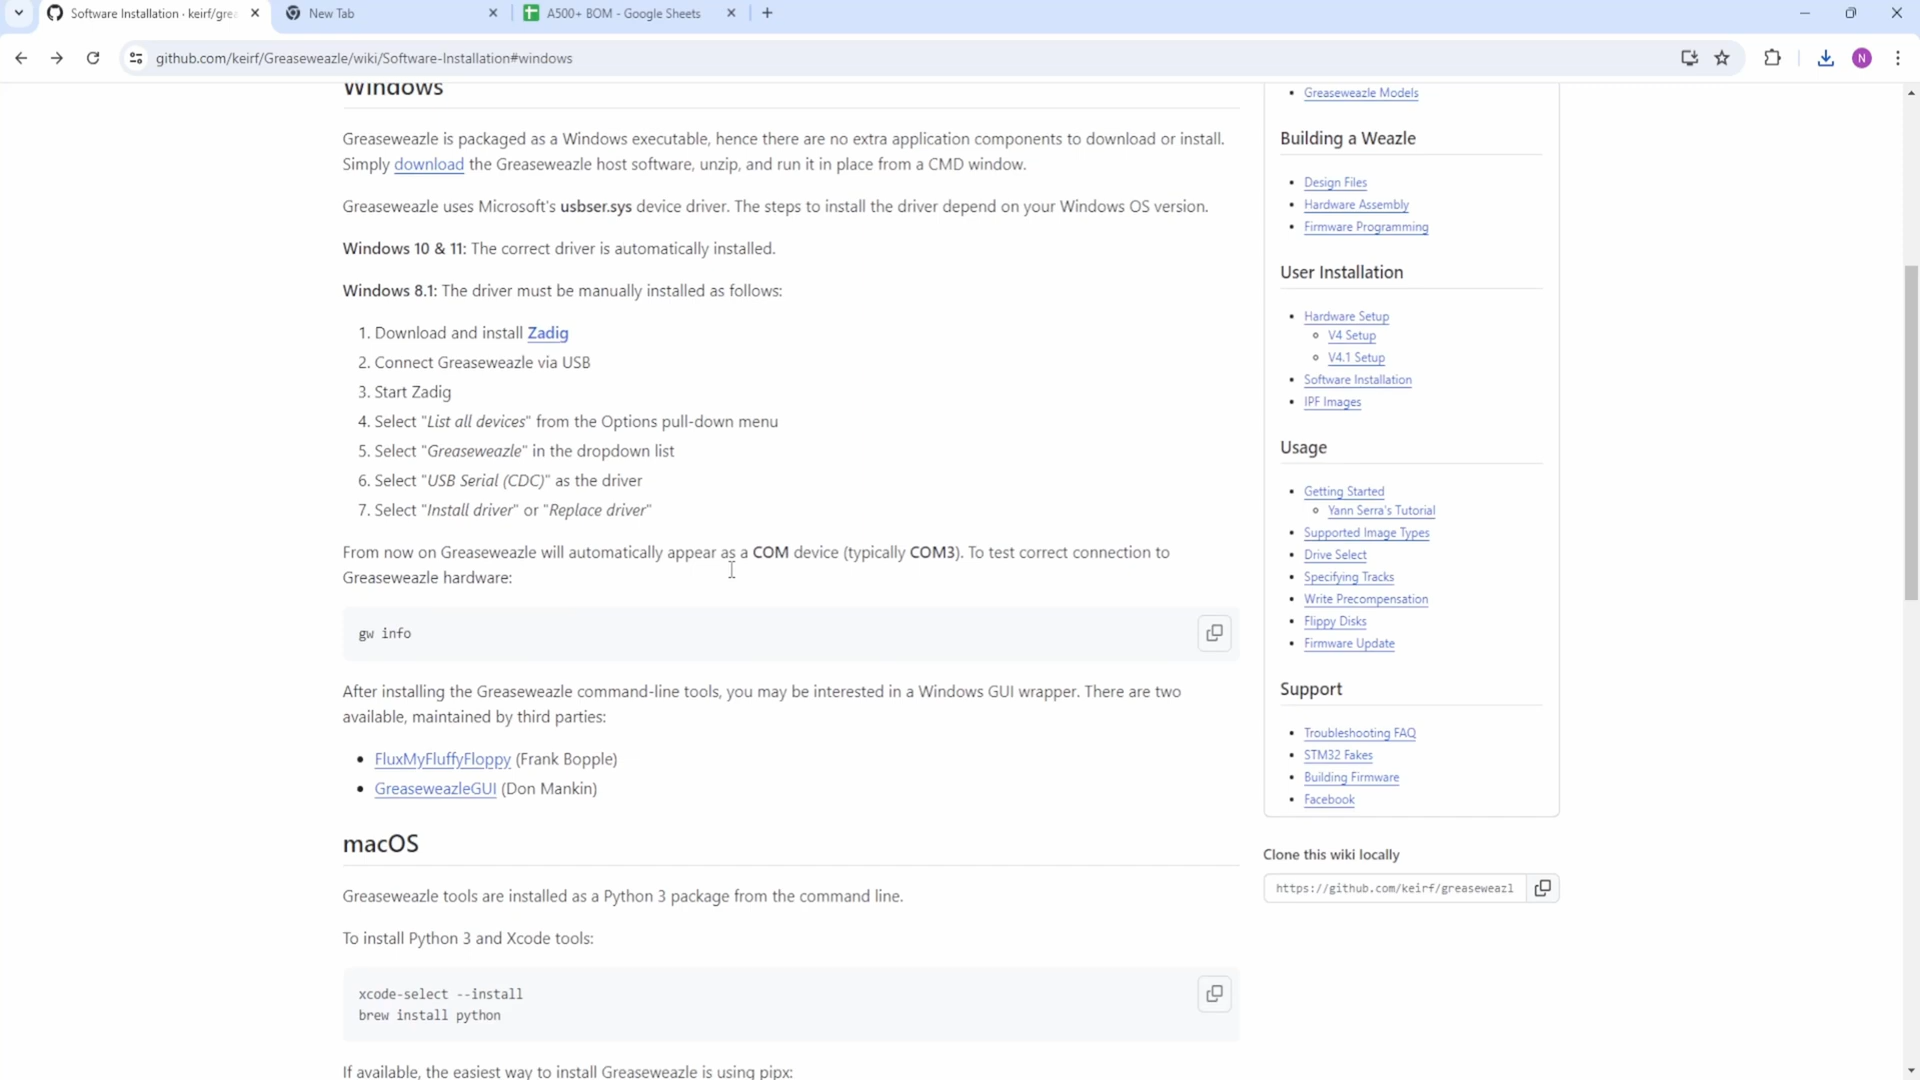 Software Installation · keirf/grea
New Tab
A500+ BOM - Google Sheets
github.com/keirf/Greaseweazle/wiki/Software-Installation#windows
N
Windows
Greaseweazle is packaged as a Windows executable, hence there are no extra application components to download or install.
Simply download the Greaseweazle host software, unzip, and run it in place from a CMD window.
Greaseweazle uses Microsoft's usbser.sys device driver. The steps to install the driver depend on your Windows OS version.
Windows 10 & 11: The correct driver is automatically installed.
Windows 8.1: The driver must be manually installed as follows:
1. Download and install Zadig
2. Connect Greaseweazle via USB
3. Start Zadig
4. Select "List all devices" from the Options pull-down menu
5. Select "Greaseweazle" in the dropdown list
6. Select "USB Serial (CDC)" as the driver
7. Select "Install driver" or "Replace driver"
From now on Greaseweazle will automatically appear as a COM device (typically COM3). To test correct connection to
Greaseweazle hardware:
gw info
After installing the Greaseweazle command-line tools, you may be interested in a Windows GUI wrapper. There are two
available, maintained by third parties:
• FluxMyFluffyFloppy (Frank Bopple)
• GreaseweazleGUI (Don Mankin)
macOS
Greaseweazle tools are installed as a Python 3 package from the command line.
To install Python 3 and Xcode tools:
xcode-select --install
brew install python
If available, the easiest way to install Greaseweazle is using pipx:
• Greaseweazle Models
Building a Weazle
• Design Files
• Hardware Assembly
• Firmware Programming
User Installation
• Hardware Setup
○ V4 Setup
○ V4.1 Setup
• Software Installation
• IPF Images
Usage
• Getting Started
○ Yann Serra's Tutorial
• Supported Image Types
• Drive Select
• Specifying Tracks
• Write Precompensation
• Flippy Disks
• Firmware Update
Support
• Troubleshooting FAQ
• STM32 Fakes
• Building Firmware
• Facebook
Clone this wiki locally
https://github.com/keirf/greaseweazl